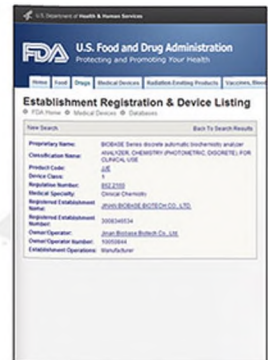 U.S. Department of Health & Human Services
FDA U.S. Food and Drug Administration
Protecting and Promoting Your Health
Home Food Drugs Medical Devices Radiation-Emitting Products Vaccines, Blood
Establishment Registration & Device Listing
FDA Home Medical Devices Databases
New Search Back To Search Results
Proprietary Name: BIOBASE Series discrete automatic biochemistry analyzer
Classification Name: ANALYZER, CHEMISTRY (PHOTOMETRIC, DISCRETE), FOR
CLINICAL USE
Product Code: JJE
Device Class: 1
Regulation Number: 862.2160
Medical Specialty: Clinical Chemistry
Registered Establishment
Name: JINAN BIOBASE BIOTECH CO., LTD.
Registered Establishment
Number:
Owner/Operator: Jinan Biobase Biotech Co., Ltd.
Owner/Operator Number:
Establishment Operations: Manufacturer